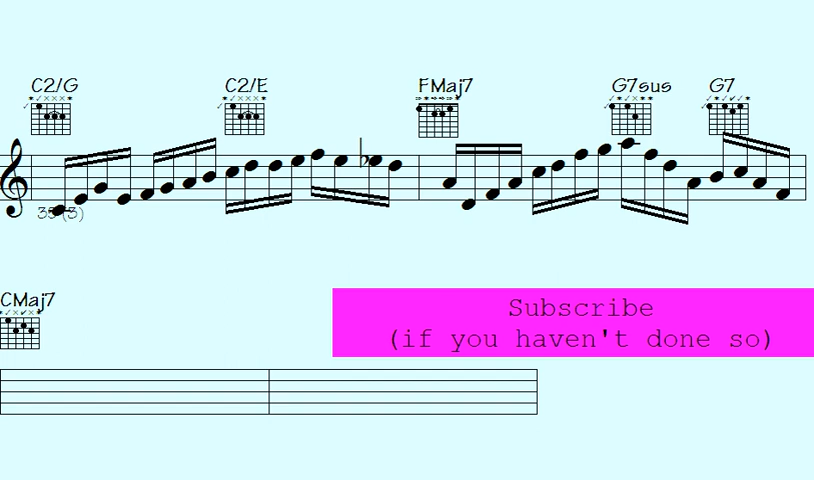 C2/G C2/E FMaj7 G7sus G7
35 (3)
CMaj7
Subscribe
(if you haven't done so)